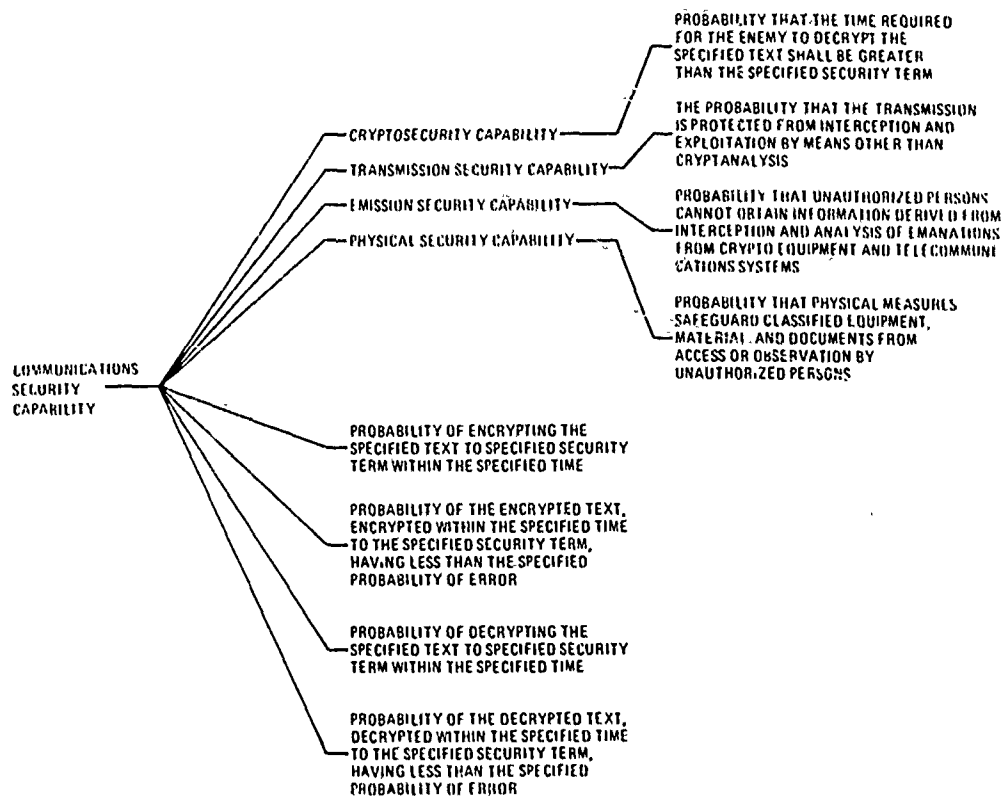 COMMUNICATIONS
SECURITY
CAPABILITY
CRYPTOSECURITY CAPABILITY
PROBABILITY THAT THE TIME REQUIRED
FOR THE ENEMY TO DECRYPT THE
SPECIFIED TEXT SHALL BE GREATER
THAN THE SPECIFIED SECURITY TERM
TRANSMISSION SECURITY CAPABILITY
THE PROBABILITY THAT THE TRANSMISSION
IS PROTECTED FROM INTERCEPTION AND
EXPLOITATION BY MEANS OTHER THAN
CRYPTANALYSIS
EMISSION SECURITY CAPABILITY
PROBABILITY THAT UNAUTHORIZED PERSONS
CANNOT OBTAIN INFORMATION DERIVED FROM
INTERCEPTION AND ANALYSIS OF EMANATIONS
FROM CRYPTO EQUIPMENT AND TELECOMMUNI
CATIONS SYSTEMS
PHYSICAL SECURITY CAPABILITY
PROBABILITY THAT PHYSICAL MEASURES
SAFEGUARD CLASSIFIED EQUIPMENT,
MATERIAL, AND DOCUMENTS FROM
ACCESS OR OBSERVATION BY
UNAUTHORIZED PERSONS
PROBABILITY OF ENCRYPTING THE
SPECIFIED TEXT TO SPECIFIED SECURITY
TERM WITHIN THE SPECIFIED TIME
PROBABILITY OF THE ENCRYPTED TEXT,
ENCRYPTED WITHIN THE SPECIFIED TIME
TO THE SPECIFIED SECURITY TERM,
HAVING LESS THAN THE SPECIFIED
PROBABILITY OF ERROR
PROBABILITY OF DECRYPTING THE
SPECIFIED TEXT TO SPECIFIED SECURITY
TERM WITHIN THE SPECIFIED TIME
PROBABILITY OF THE DECRYPTED TEXT,
DECRYPTED WITHIN THE SPECIFIED TIME
TO THE SPECIFIED SECURITY TERM,
HAVING LESS THAN THE SPECIFIED
PROBABILITY OF ERROR